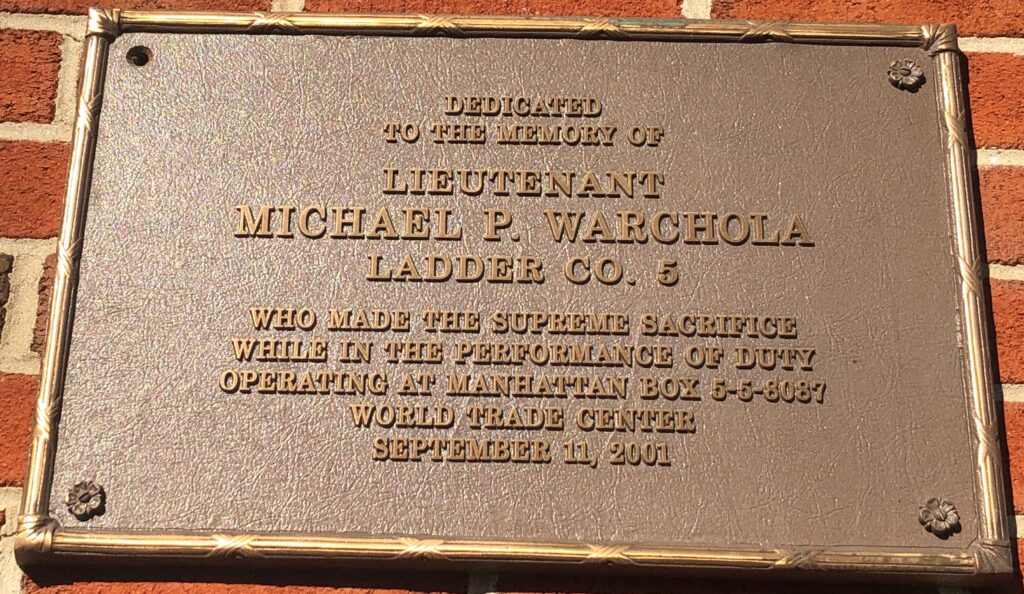 DEDICATED
TO THE MEMORY OF
LIEUTENANT
MICHAEL P. WARCHOLA
LADDER CO. 5
WHO MADE THE SUPREME SACRIFICE
WHILE IN THE PERFORMANCE OF DUTY
OPERATING AT MANHATTAN BOX 5-5-8087
WORLD TRADE CENTER
SEPTEMBER 11, 2001